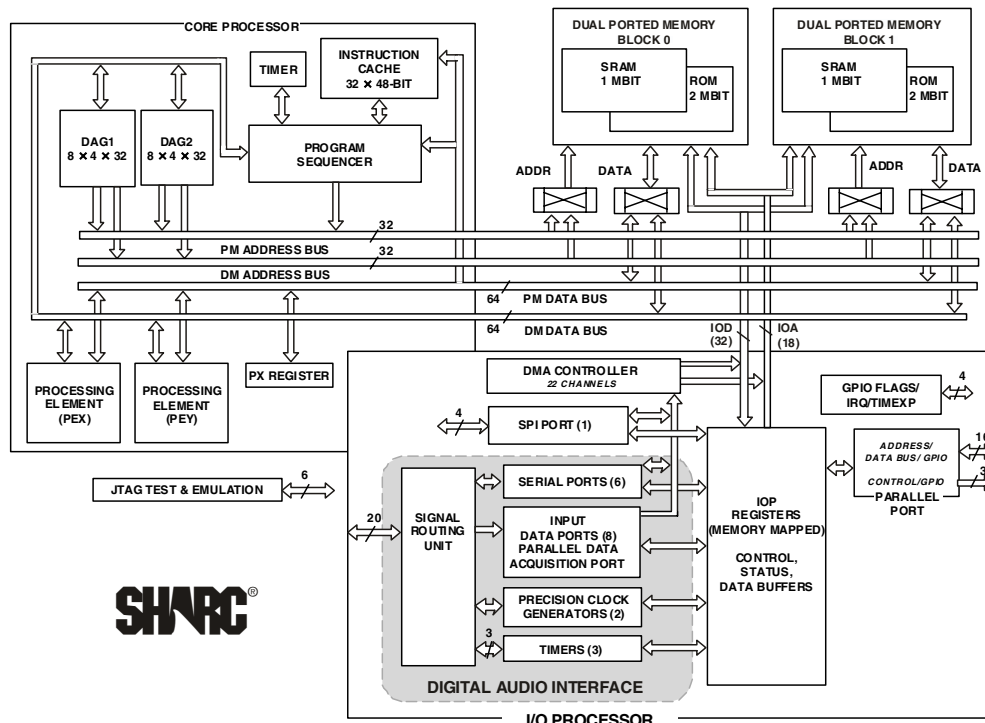 CORE PROCESSOR
TIMER
INSTRUCTION
CACHE
32 × 48-BIT
DAG1
8 × 4 × 32
DAG2
8 × 4 × 32
PROGRAM
SEQUENCER
DUAL PORTED MEMORY
BLOCK 0
SRAM
1 MBIT
ROM
2 MBIT
DUAL PORTED MEMORY
BLOCK 1
SRAM
1 MBIT
ROM
2 MBIT
ADDR
DATA
ADDR
DATA
32
PM ADDRESS BUS
32
DM ADDRESS BUS
64
PM DATA BUS
64
DM DATA BUS
IOD
(32)
IOA
(18)
PROCESSING
ELEMENT
(PEX)
PROCESSING
ELEMENT
(PEY)
PX REGISTER
DMA CONTROLLER
22 CHANNELS
GPIO FLAGS/
IRQ/TIMEXP
4
4
SPI PORT (1)
ADDRESS/
DATA BUS/ GPIO
CONTROL/GPIO
PARALLEL
PORT
16
3
JTAG TEST & EMULATION
6
20
SIGNAL
ROUTING
UNIT
SERIAL PORTS (6)
INPUT
DATA PORTS (8)
PARALLEL DATA
ACQUISITION PORT
PRECISION CLOCK
GENERATORS (2)
3
TIMERS (3)
IOP
REGISTERS
(MEMORY MAPPED)
CONTROL,
STATUS,
DATA BUFFERS
SHARC®
DIGITAL AUDIO INTERFACE
I/O PROCESSOR